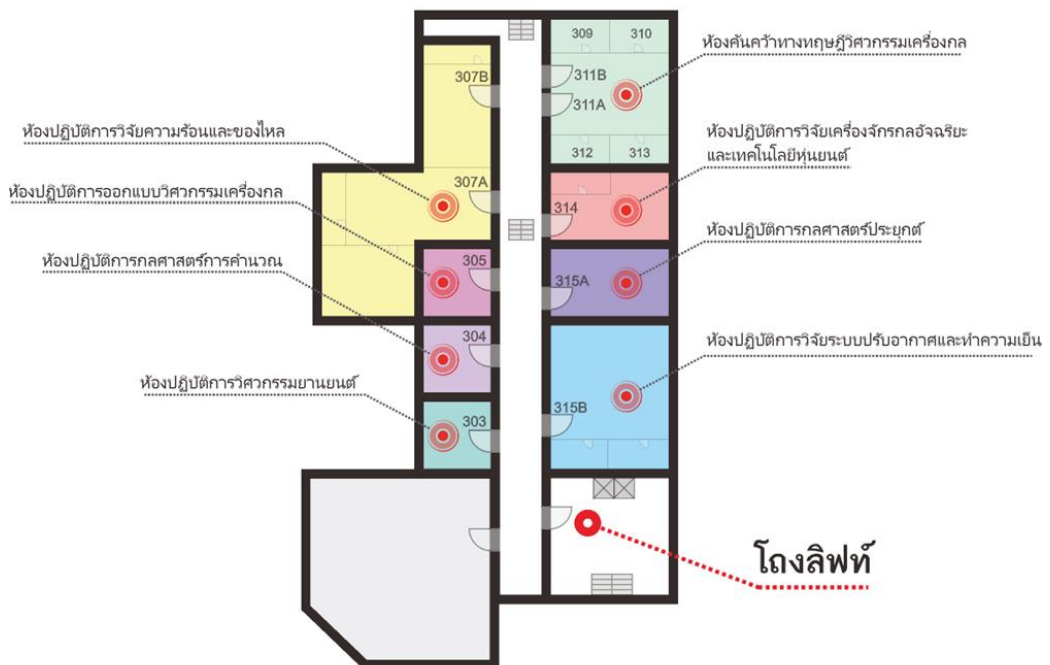 309
310
ห้องค้นคว้าทางทฤษฎีวิศวกรรมเครื่องกล
307B
311B
311A
ห้องปฏิบัติการวิจัยความร้อนและของไหล
ห้องปฏิบัติการวิจัยเครื่องจักรกลอัจฉริยะ
และเทคโนโลยีหุ่นยนต์
312
313
307A
ห้องปฏิบัติการออกแบบวิศวกรรมเครื่องกล
314
ห้องปฏิบัติการกลศาสตร์ประยุกต์
ห้องปฏิบัติการกลศาสตร์การคำนวณ
305
315A
304
ห้องปฏิบัติการวิจัยระบบปรับอากาศและทำความเย็น
ห้องปฏิบัติการวิศวกรรมยานยนต์
315B
303
โถงลิฟท์